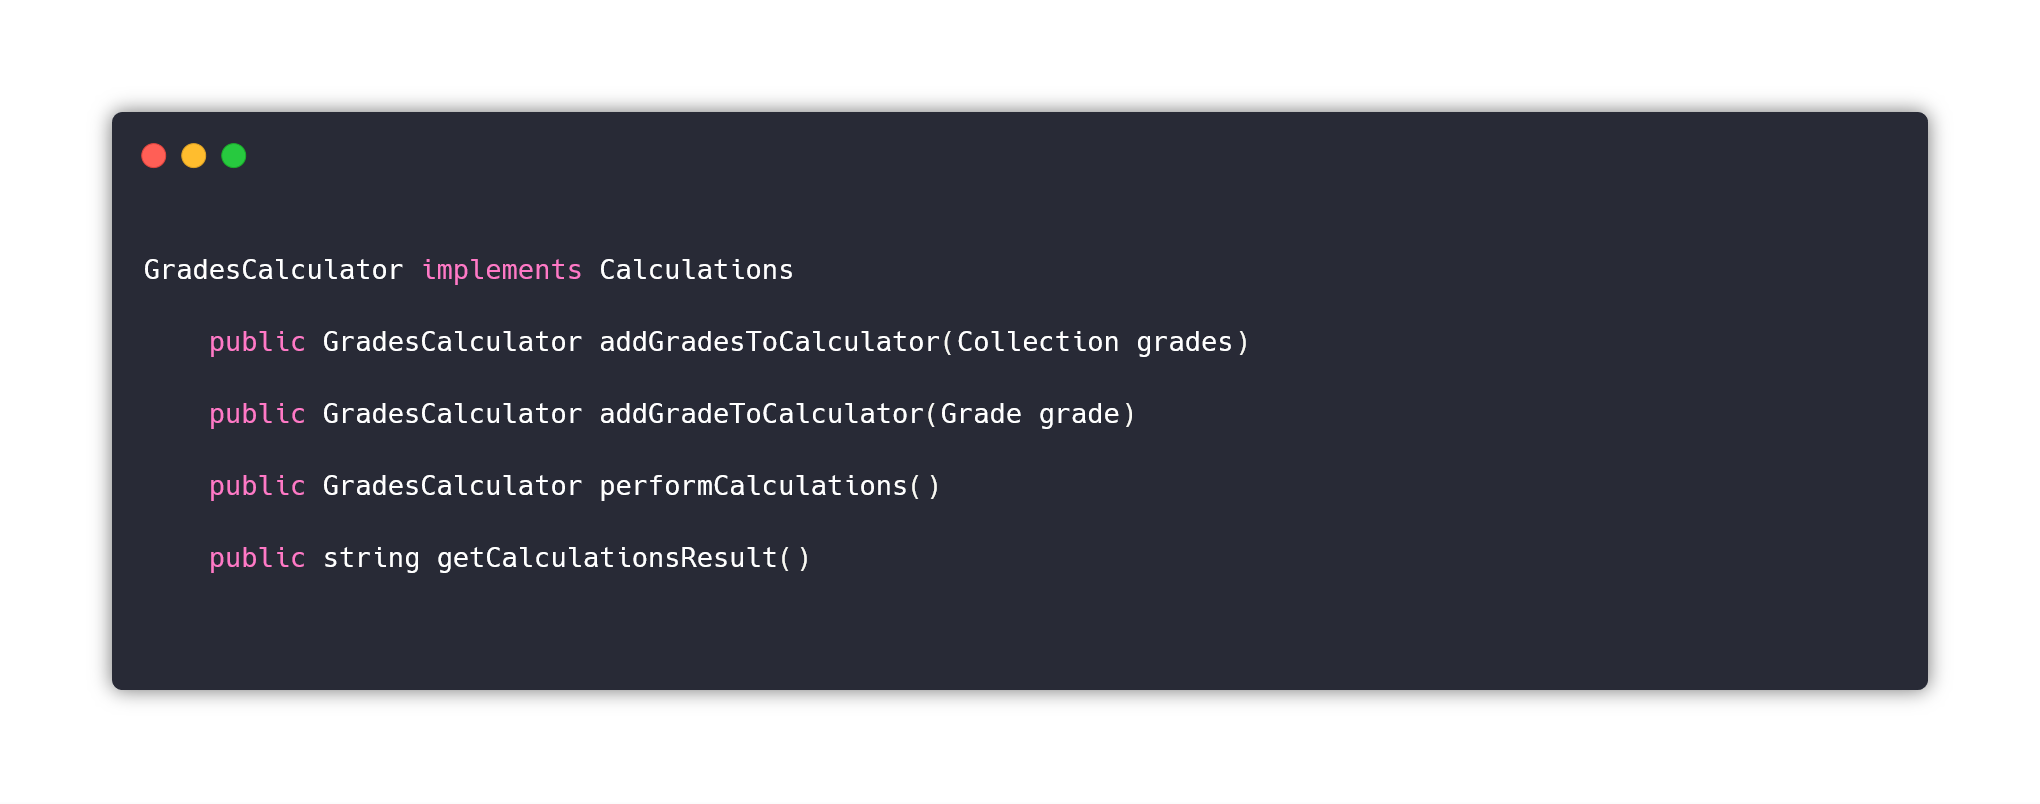 GradesCalculator implements Calculations
public GradesCalculator addGradesToCalculator(Collection grades)
public GradesCalculator addGradeToCalculator(Grade grade)
public GradesCalculator performCalculations()
public string getCalculationsResult()